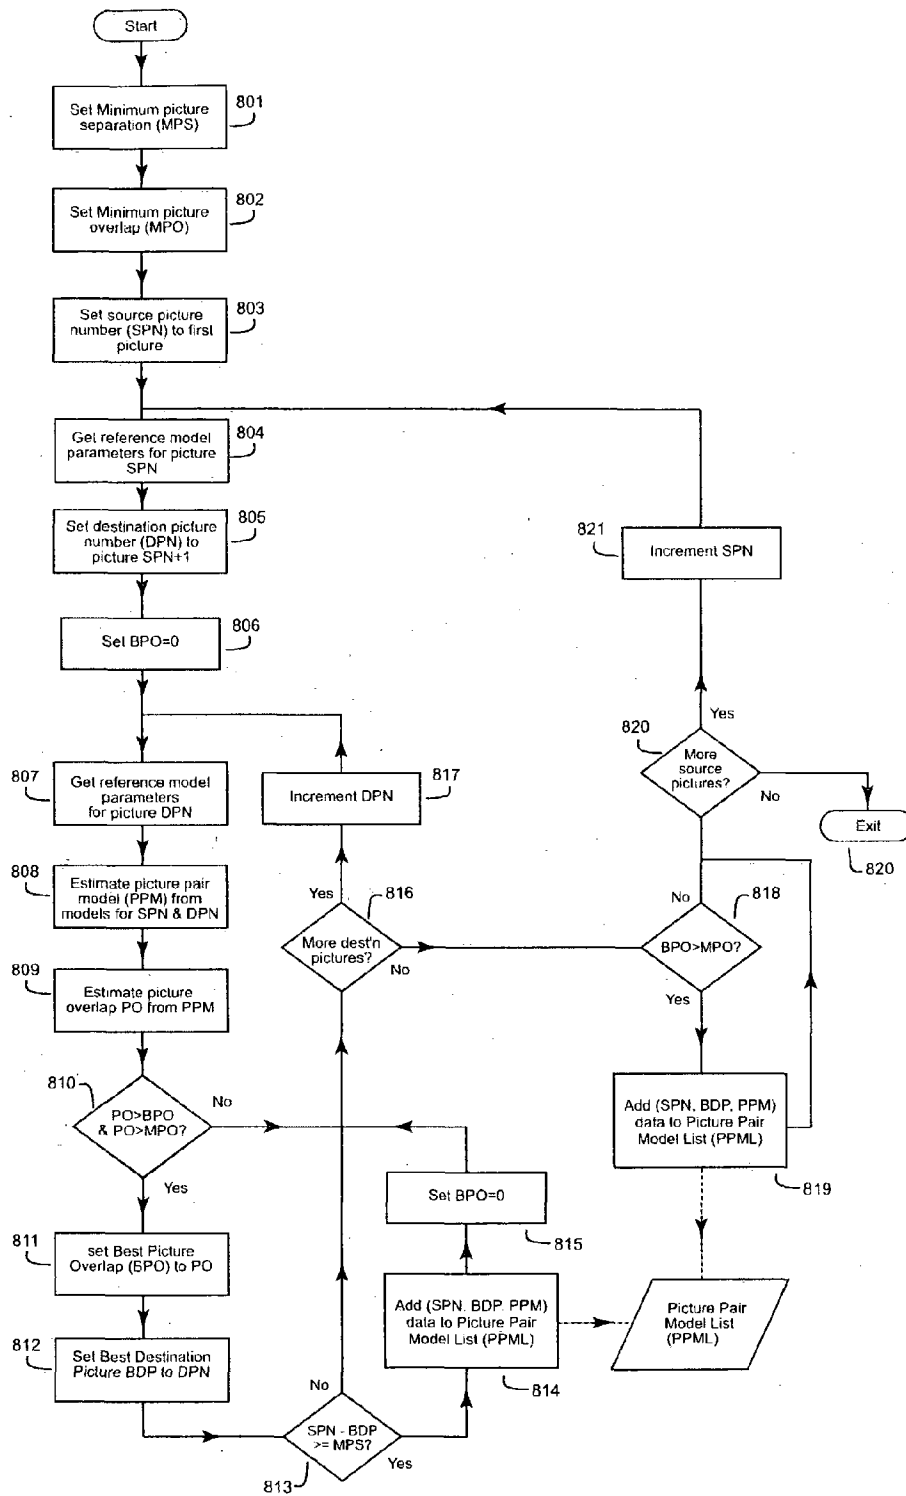 Start
801
Set Minimum picture
separation (MPS)
802
Set Minimum picture
overlap (MPO)
803
Set source picture
number (SPN) to first
picture
804
Get reference model
parameters for picture
SPN
805
Set destination picture
number (DPN) to
picture SPN+1
806
Set BPO=0
807
Get reference model
parameters
for picture DPN
808
Estimate picture pair
model (PPM) from
models for SPN & DPN
809
Estimate picture
overlap PO from PPM
810
PO>BPO
& PO>MPO?
No
Yes
811
set Best Picture
Overlap (BPO) to PO
812
Set Best Destination
Picture BDP to DPN
813
SPN - BDP
>= MPS?
No
Yes
814
Add (SPN, BDP, PPM)
data to Picture Pair
Model List (PPML)
815
Set BPO=0
816
More dest'n
pictures?
Yes
No
817
Increment DPN
818
BPO>MPO?
No
Yes
819
Add (SPN, BDP, PPM)
data to Picture Pair
Model List (PPML)
Picture Pair
Model List
(PPML)
820
More
source
pictures?
Yes
No
Exit
820
821
Increment SPN